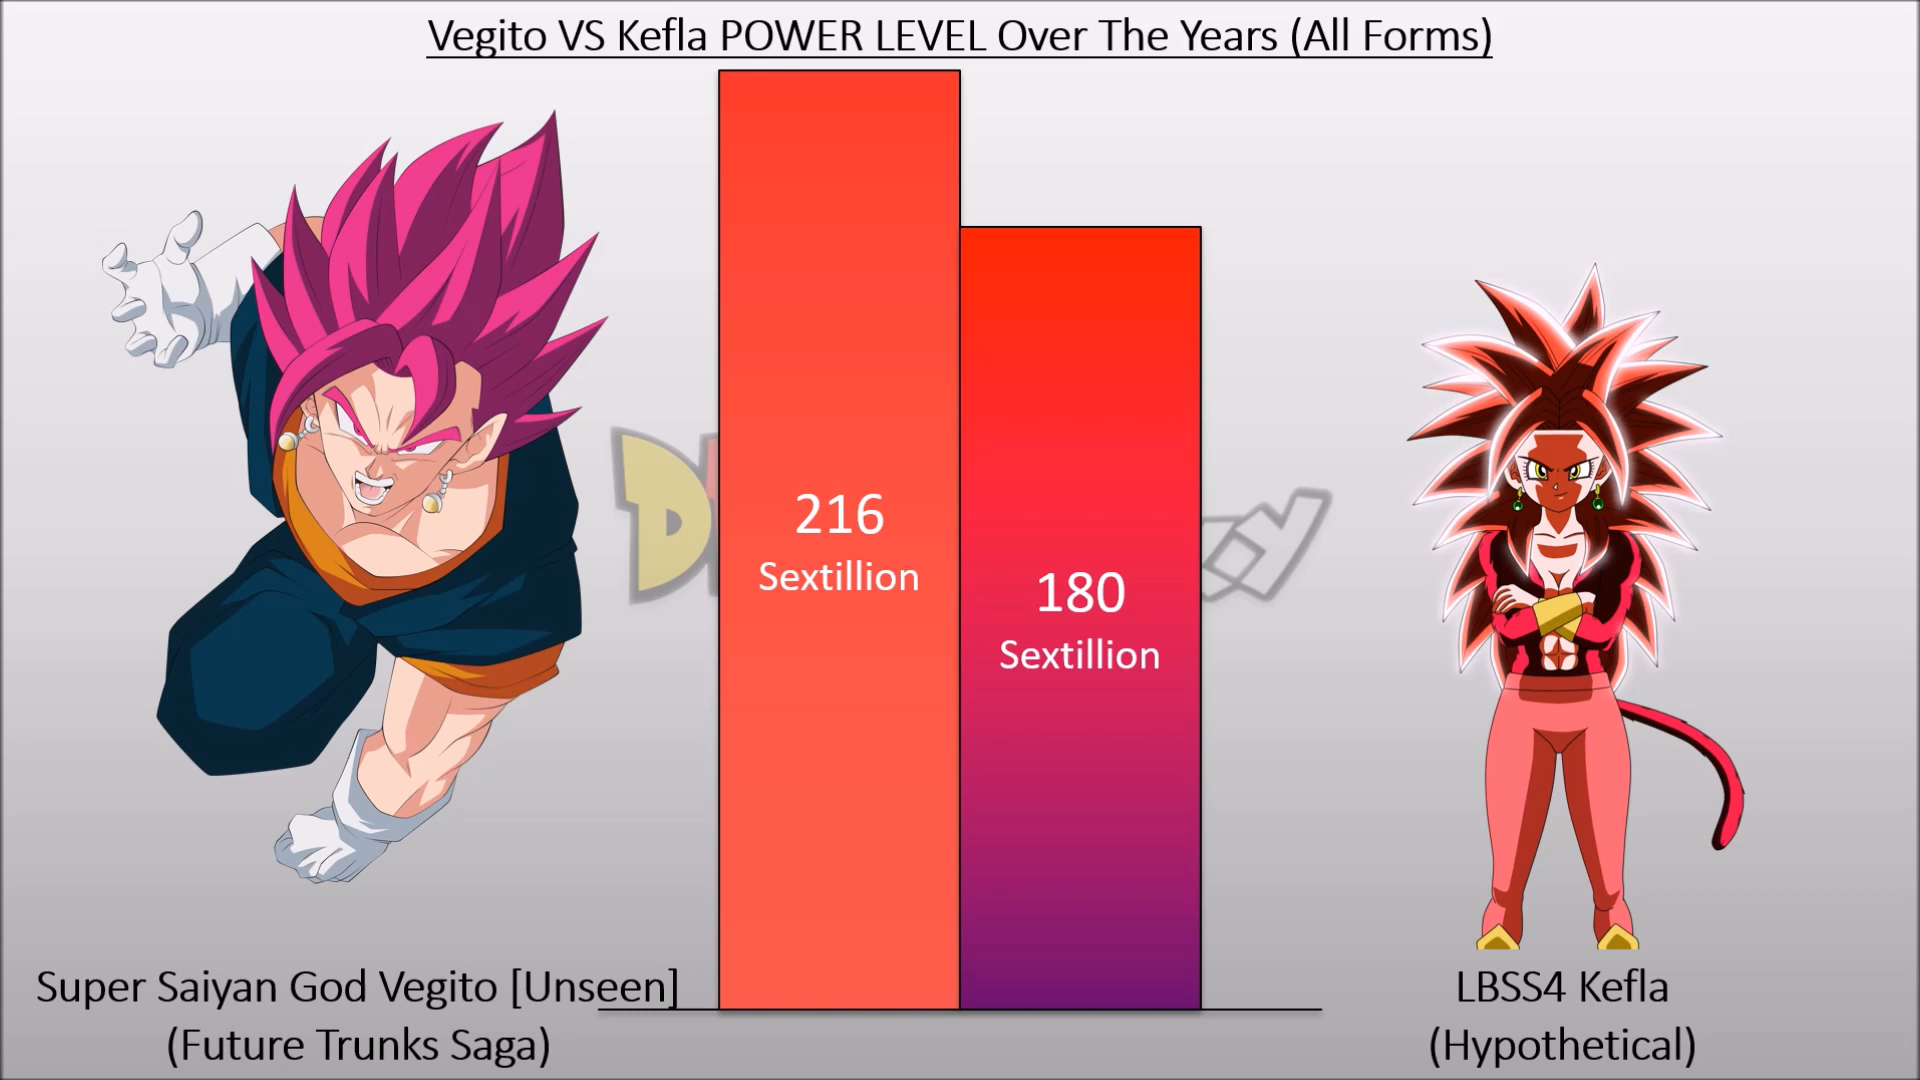 Vegito VS Kefla POWER LEVEL Over The Years (All Forms)
216
Sextillion
180
Sextillion
Super Saiyan God Vegito [Unseen]
(Future Trunks Saga)
LBSS4 Kefla
(Hypothetical)